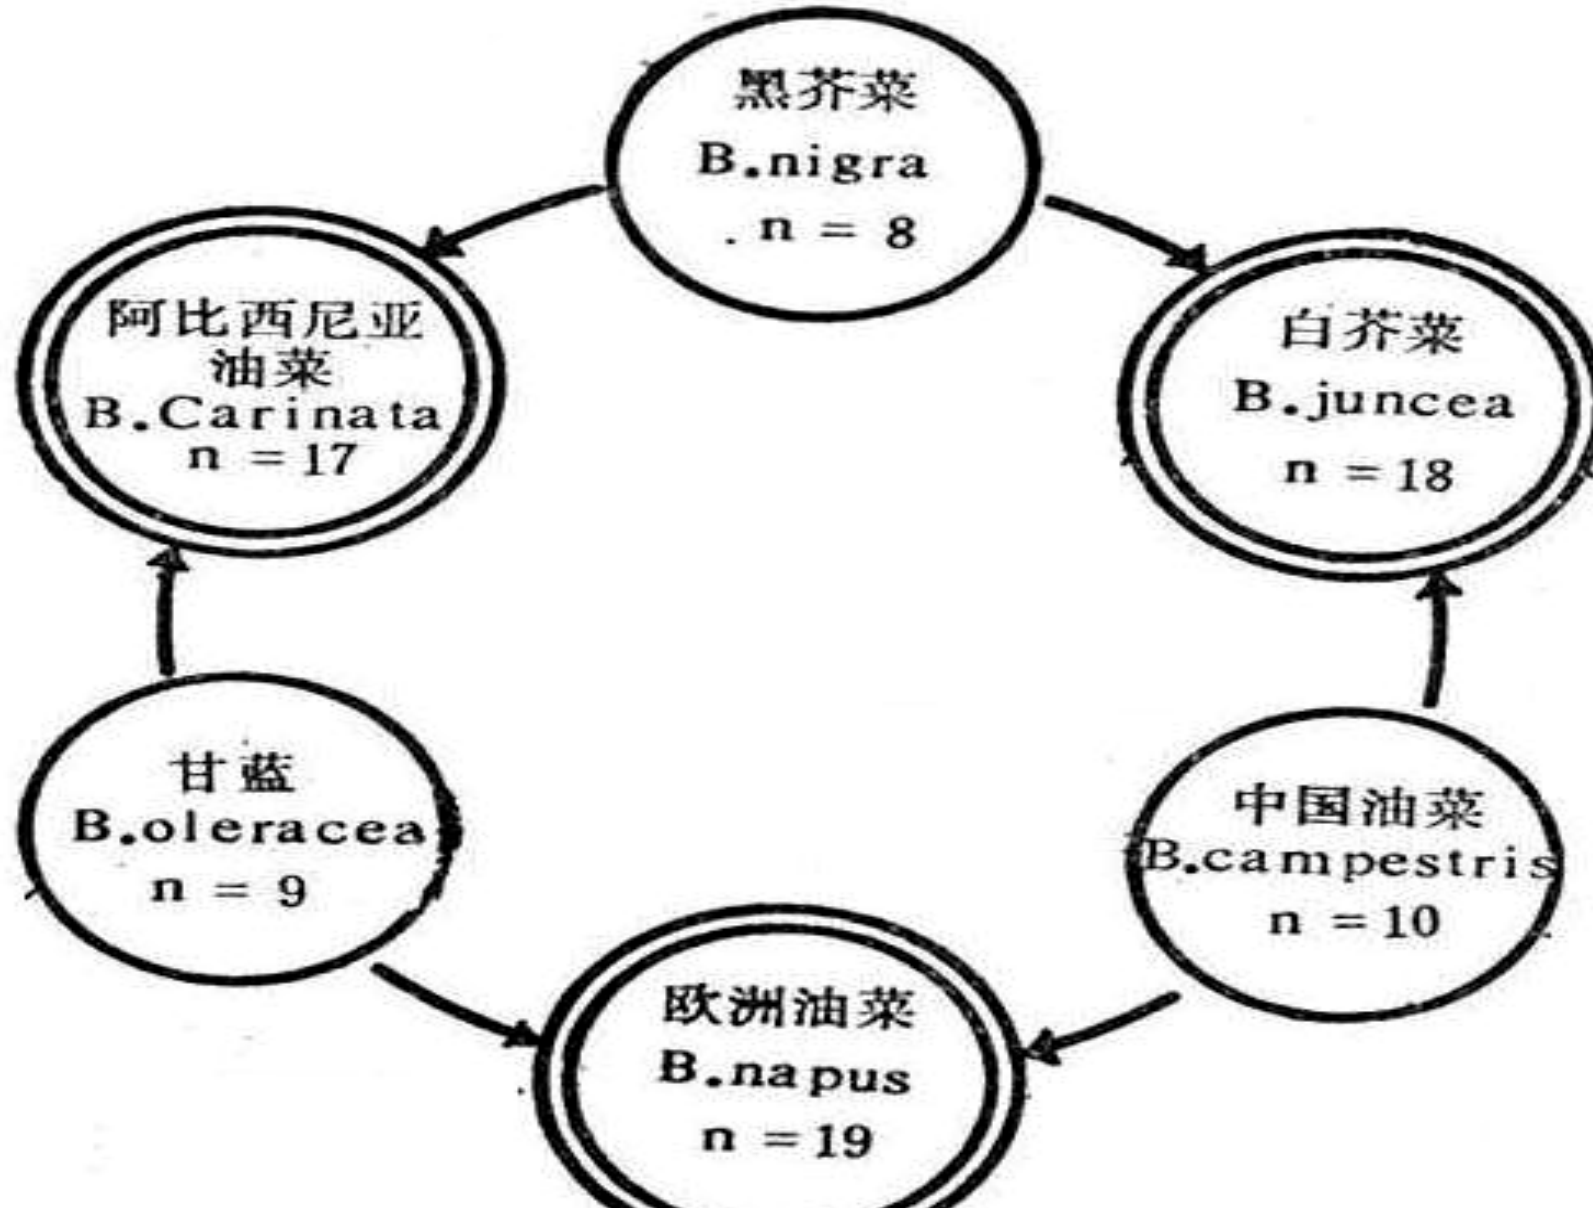 黑芥菜
B.nigra
n = 8
阿比西尼亚
油菜
B.Carinata
n =17
白芥菜
B.juncea
n =18
甘蓝
B.oleracea
n = 9
中国油菜
B.campestris
n =10
欧洲油菜
B.napus
n =19